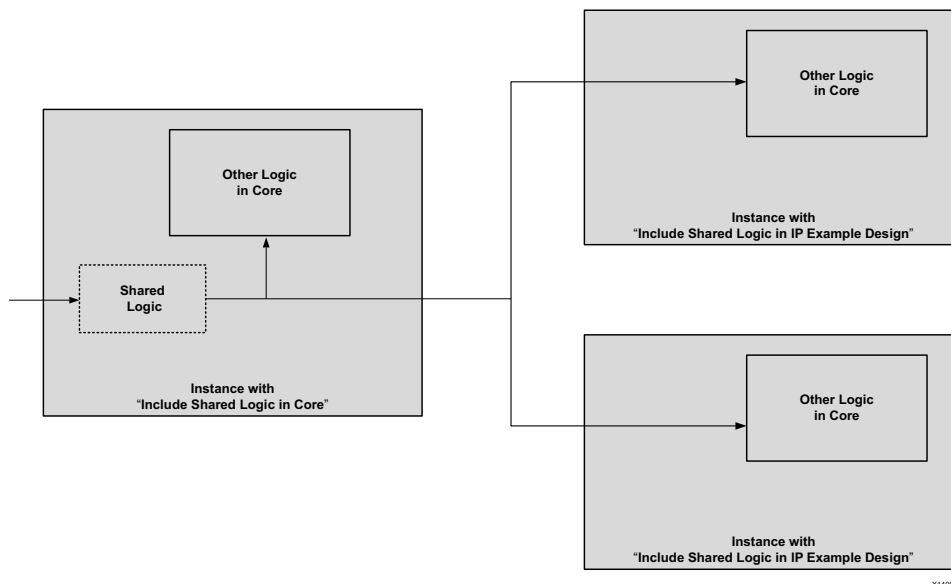 Other Logic
in Core
Shared
Logic
Instance with
“Include Shared Logic in Core”
Other Logic
in Core
Instance with
“Include Shared Logic in IP Example Design”
Other Logic
in Core
Instance with
“Include Shared Logic in IP Example Design”